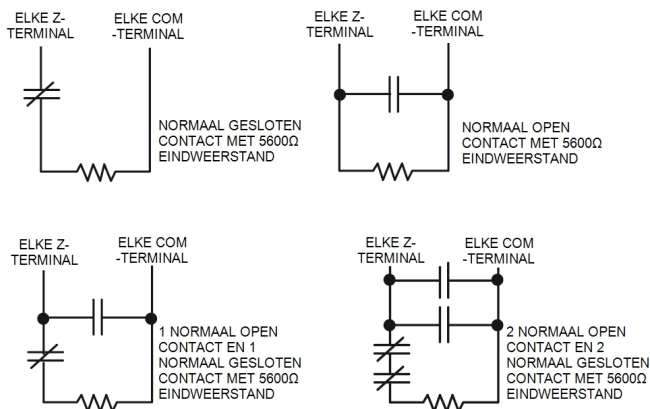 ELKE Z-
TERMINAL
ELKE COM
-TERMINAL
NORMAAL GESLOTEN
CONTACT MET 5600Ω
EINDWEERSTAND
ELKE Z-
TERMINAL
ELKE COM
-TERMINAL
NORMAAL OPEN
CONTACT MET 5600Ω
EINDWEERSTAND
ELKE Z-
TERMINAL
ELKE COM
-TERMINAL
1 NORMAAL OPEN
CONTACT EN 1
NORMAAL GESLOTEN
CONTACT MET 5600Ω
EINDWEERSTAND
ELKE Z-
TERMINAL
ELKE COM
-TERMINAL
2 NORMAAL OPEN
CONTACT EN 2
NORMAAL GESLOTEN
CONTACT MET 5600Ω
EINDWEERSTAND